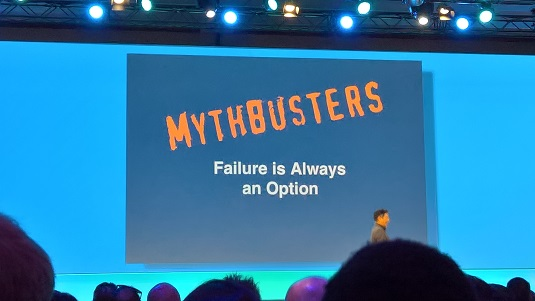 MYTHBUSTERS
Failure is Always
an Option